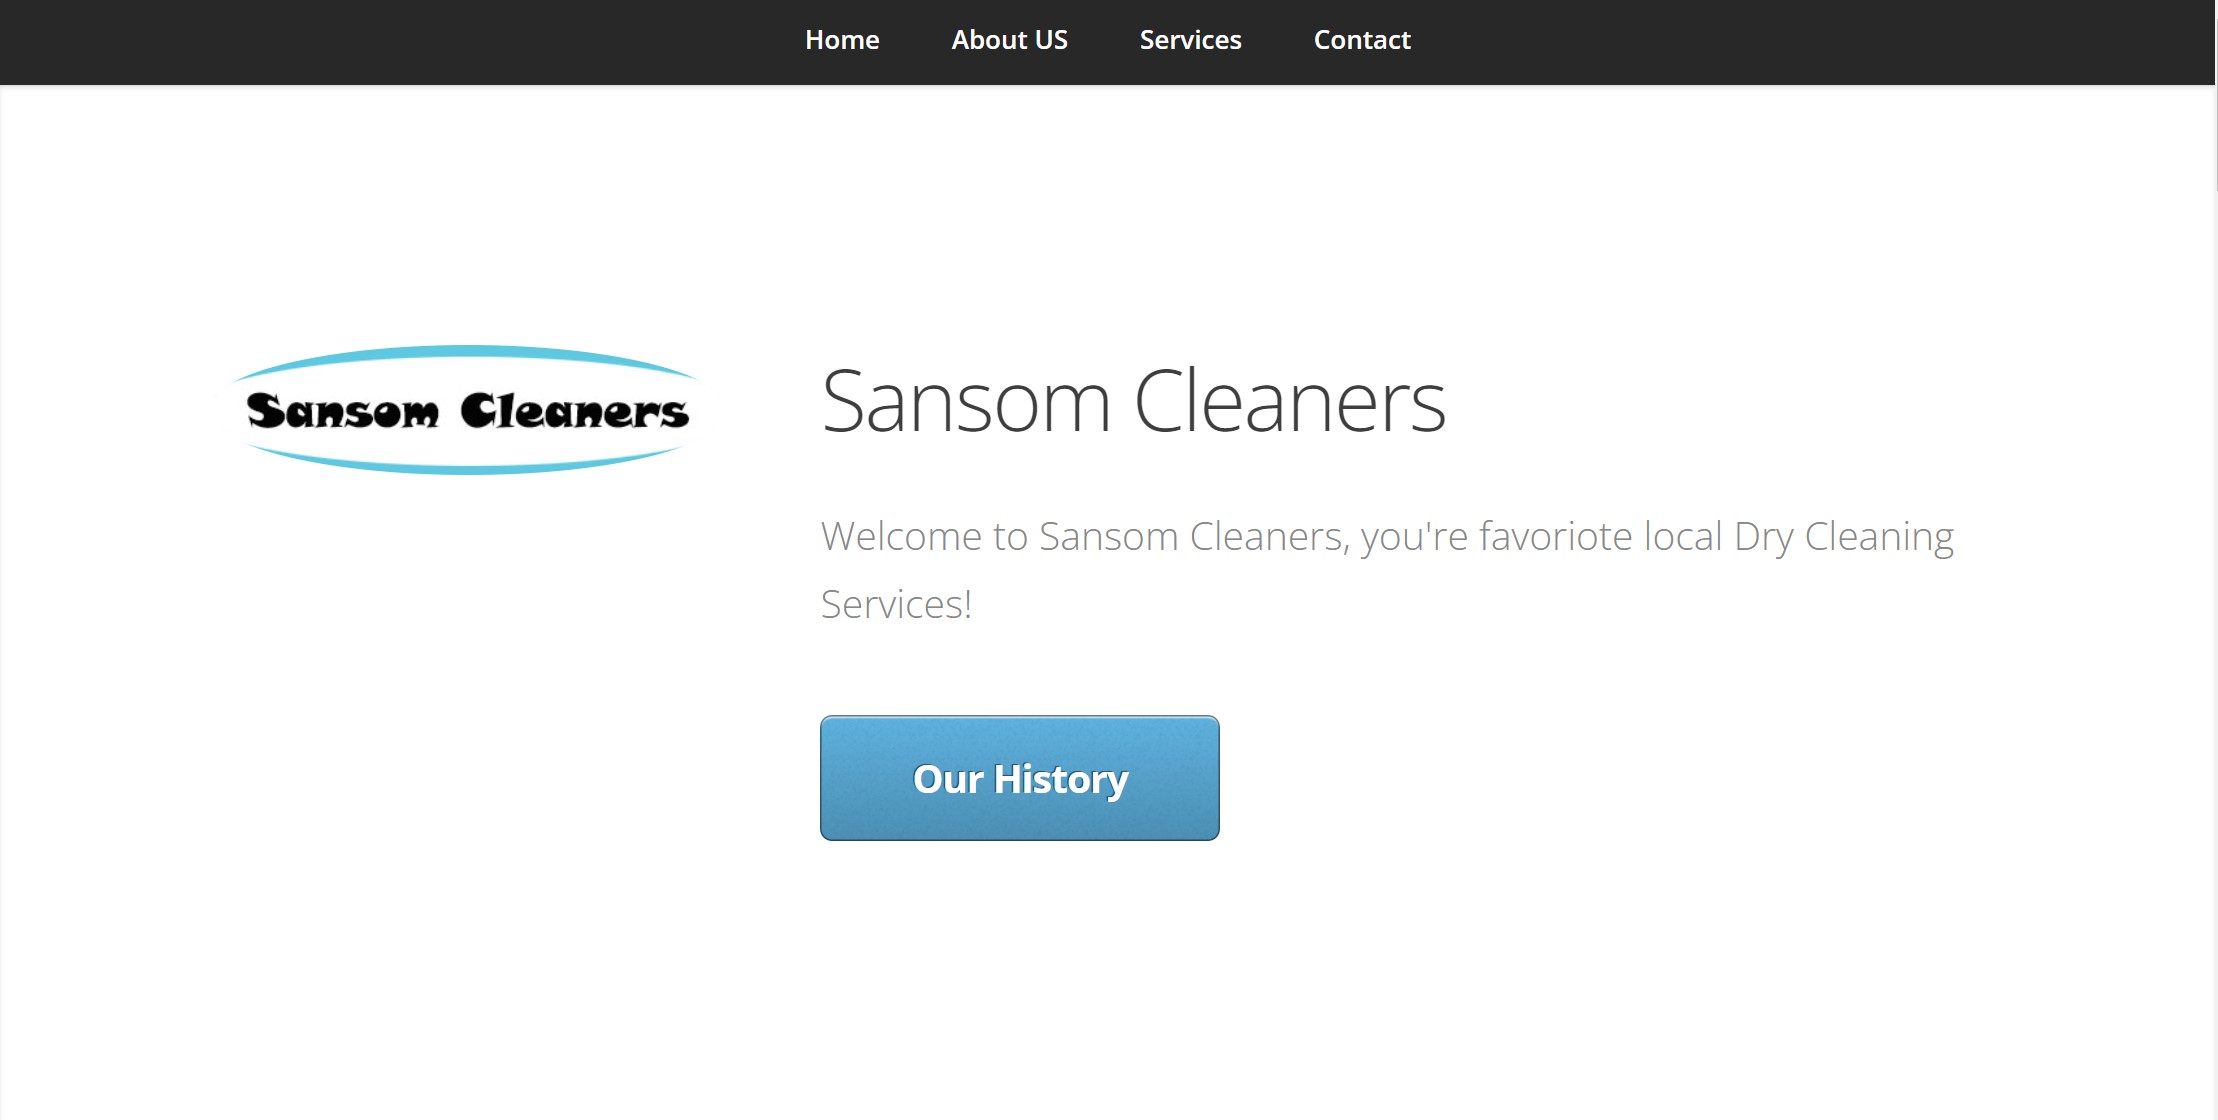 Home About US Services Contact
Sansom Cleaners
Sansom Cleaners
Welcome to Sansom Cleaners, you're favoriote local Dry Cleaning
Services!
Our History